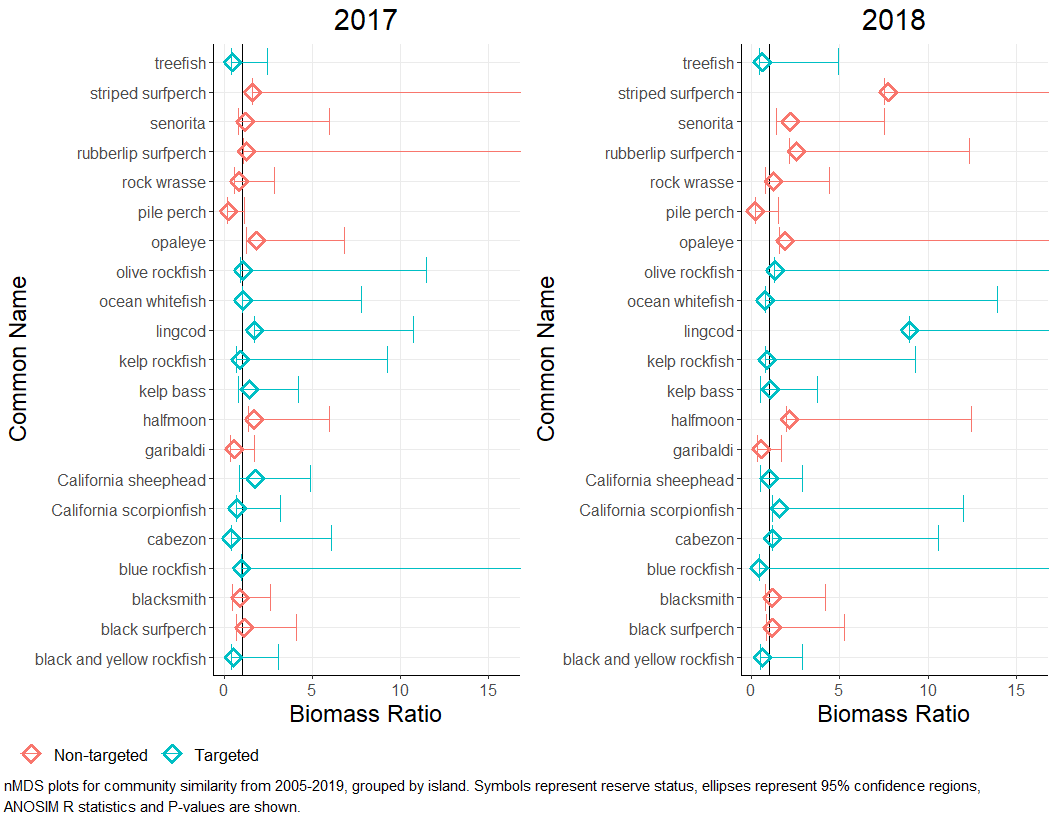 2017
treefish
striped surfperch
senorita
rubberlip surfperch
rock wrasse
pile perch
opaleye
olive rockfish
ocean whitefish
lingcod
kelp rockfish
kelp bass
halfmoon
garibaldi
California sheephead
California scorpionfish
cabezon
blue rockfish
blacksmith
black surfperch
black and yellow rockfish
Common Name
0 5 10 15
Biomass Ratio
2018
treefish
striped surfperch
senorita
rubberlip surfperch
rock wrasse
pile perch
opaleye
olive rockfish
ocean whitefish
lingcod
kelp rockfish
kelp bass
halfmoon
garibaldi
California sheephead
California scorpionfish
cabezon
blue rockfish
blacksmith
black surfperch
black and yellow rockfish
Common Name
0 5 10 15
Biomass Ratio
Non-targeted Targeted
nMDS plots for community similarity from 2005-2019, grouped by island. Symbols represent reserve status, ellipses represent 95% confidence regions,
ANOSIM R statistics and P-values are shown.